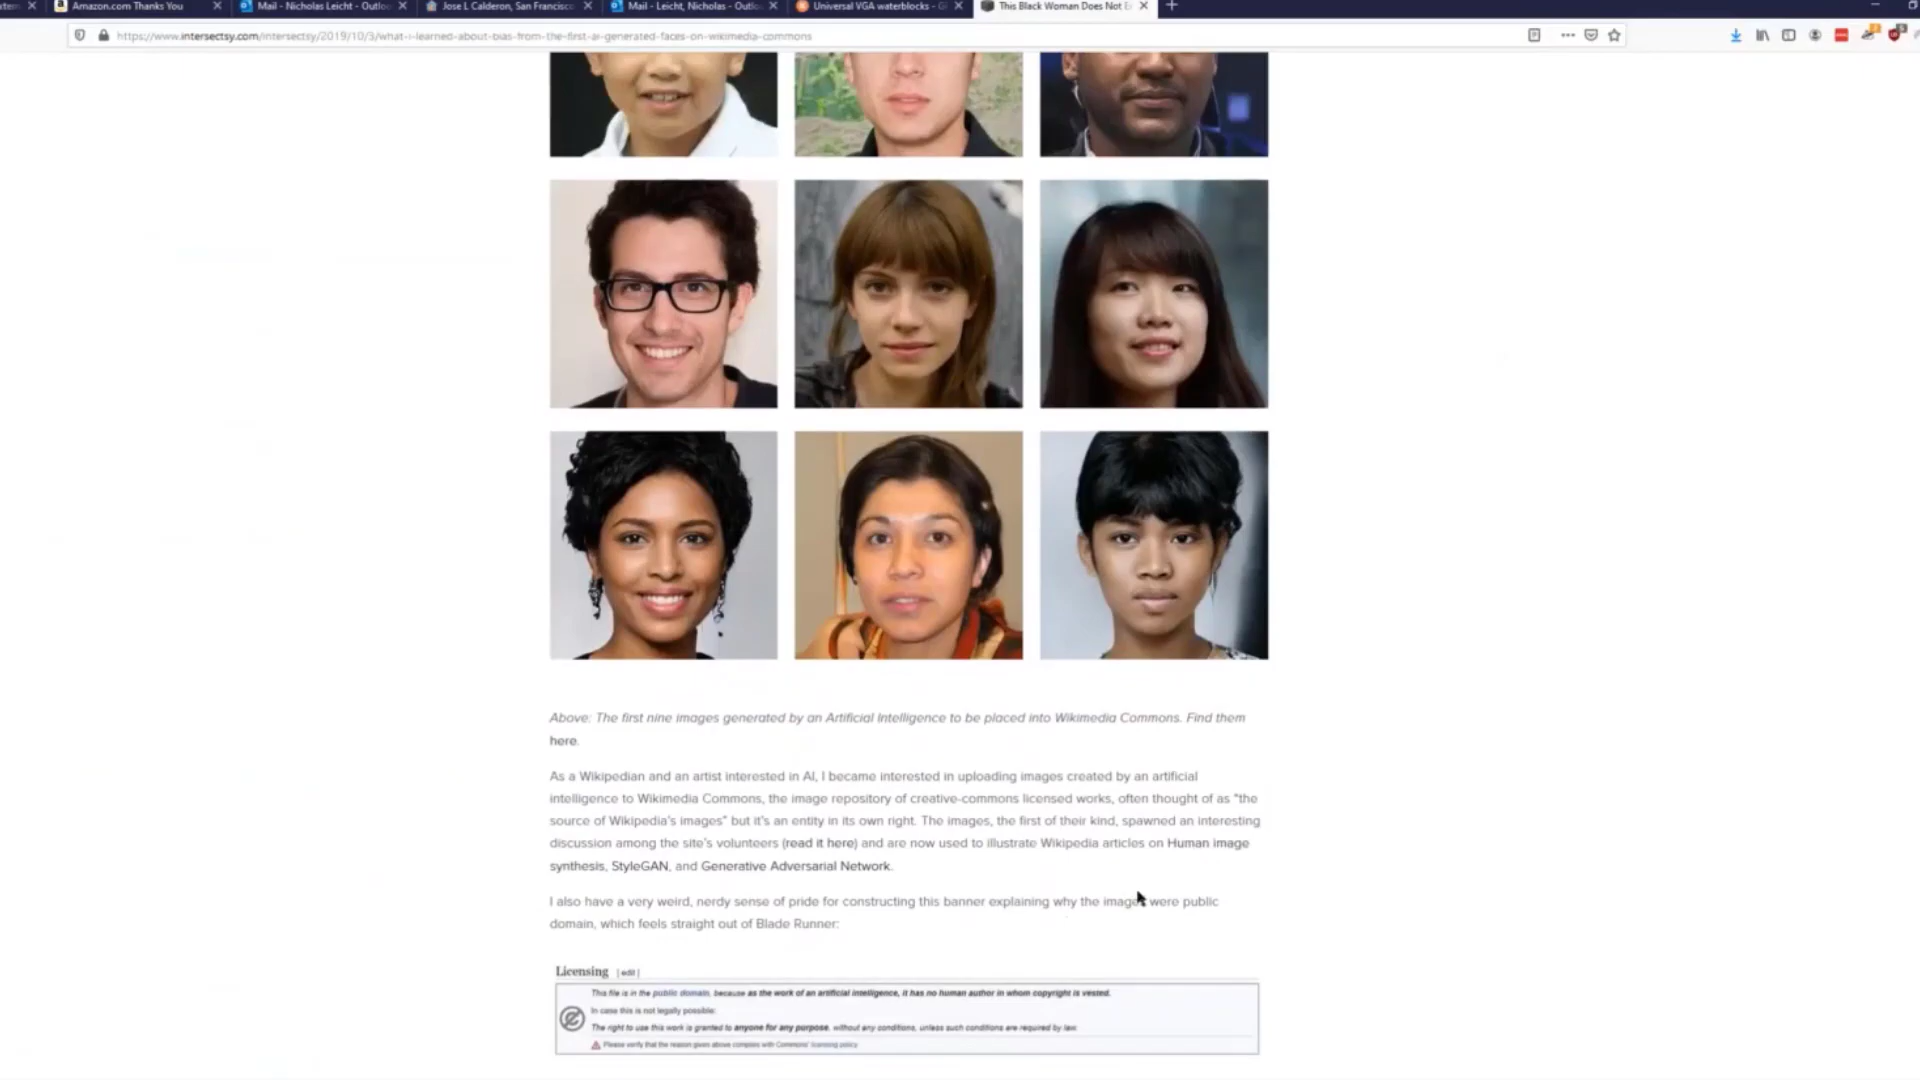 Amazon.com Thanks You
Mail - Nicholas Leicht - Outloo
Jose L Calderon, San Francisco
Mail - Leicht, Nicholas - Outloo
Universal VGA waterblocks -
This Black Woman Does Not
https://www.intersectsy.com/intersectsy/2019/10/3/what-i-learned-about-bias-from-the-first-ai-generated-faces-on-wikimedia-commons
Above: The first nine images generated by an Artificial Intelligence to be placed into Wikimedia Commons. Find them
here.
As a Wikipedian and an artist interested in AI, I became interested in uploading images created by an artificial
intelligence to Wikimedia Commons, the image repository of creative-commons licensed works, often thought of as "the
source of Wikipedia's images" but it's an entity in its own right. The images, the first of their kind, spawned an interesting
discussion among the site's volunteers (read it here) and are now used to illustrate Wikipedia articles on Human image
synthesis, StyleGAN, and Generative Adversarial Network.
I also have a very weird, nerdy sense of pride for constructing this banner explaining why the images were public
domain, which feels straight out of Blade Runner:
Licensing [edit]
This file is in the public domain, because as the work of an artificial intelligence, it has no human author in whom copyright is vested.
In case this is not legally possible:
The right to use this work is granted to anyone for any purpose, without any conditions, unless such conditions are required by law.
Please verify that the reason given above complies with Commons' licensing policy